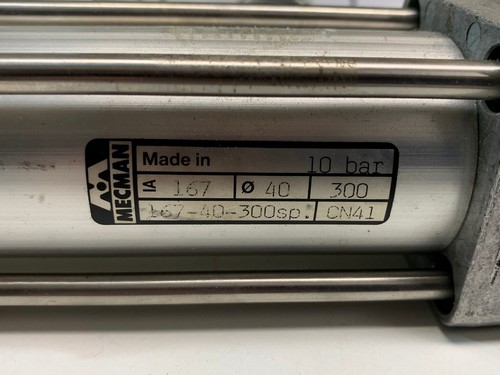 MECMAN
Made in 10 bar
IA 167 Ø 40 300
167-40-300sp. CN41